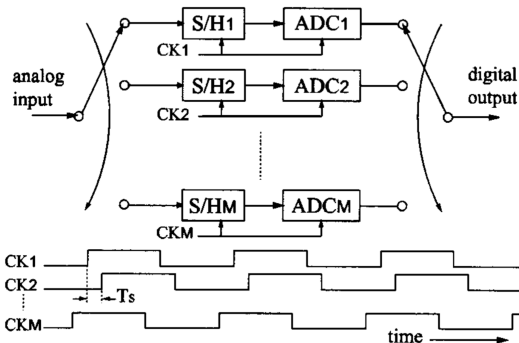 S/H1 ADC1
CK1
analog input
S/H2 ADC2
CK2
digital output
S/HM ADCM
CKM
CK1
CK2
Ts
CKM
time